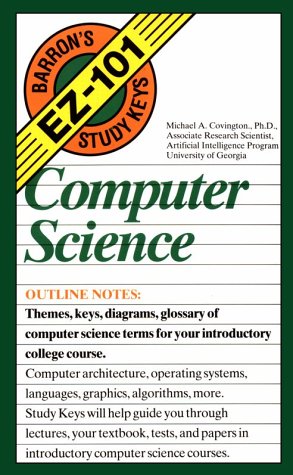 BARRON'S
EZ-101
STUDY KEYS
Michael A. Covington, Ph.D.,
Associate Research Scientist,
Artificial Intelligence Program
University of Georgia
Computer
Science
OUTLINE NOTES:
Themes, keys, diagrams, glossary of
computer science terms for your introductory
college course.
Computer architecture, operating systems,
languages, graphics, algorithms, more.
Study Keys will help guide you through
lectures, your textbook, tests, and papers in
introductory computer science courses.